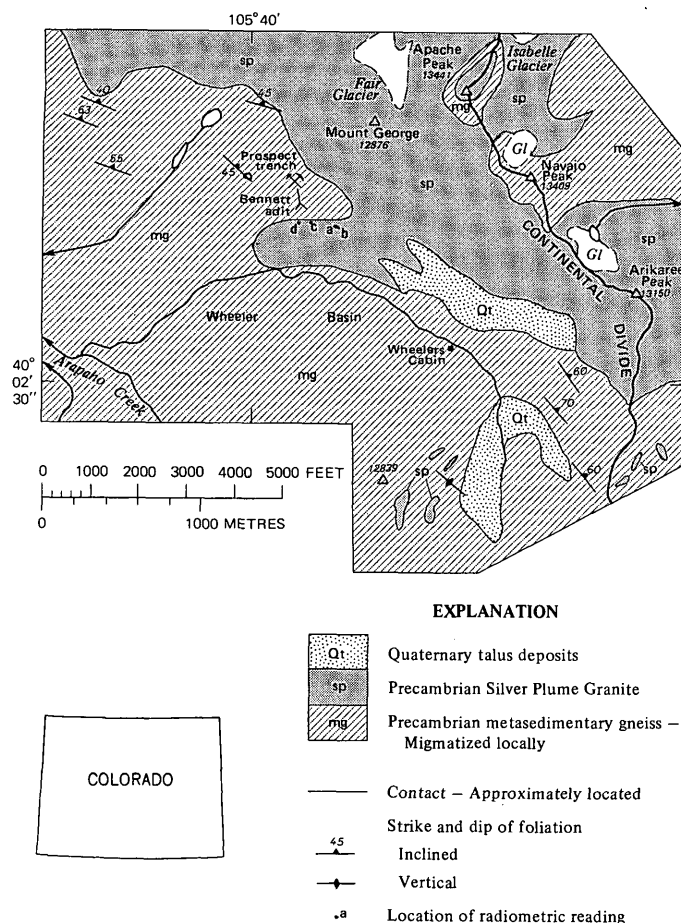 105°40'
Apache
Peak
13441
Isabelle
Glacier
sp
Fair
Glacier
mg
sp
40
63
45
Mount George
12876
Gl
mg
55
45
Prospect
trench
Navajo
Peak
13409
sp
Bennett
adit
mg
d c a b
CONTINENTAL
DIVIDE
Gl
sp
Arikaree
Peak
13150
Qt
Wheeler Basin
Wheelers
Cabin
40°
02'
30"
Arapaho Creek
mg
60
70
Qt
12839
sp
60
sp
0 1000 2000 3000 4000 5000 FEET
0 1000 METRES
EXPLANATION
Qt Quaternary talus deposits
sp Precambrian Silver Plume Granite
mg Precambrian metasedimentary gneiss –
Migmatized locally
Contact – Approximately located
Strike and dip of foliation
45 Inclined
Vertical
a Location of radiometric reading
COLORADO